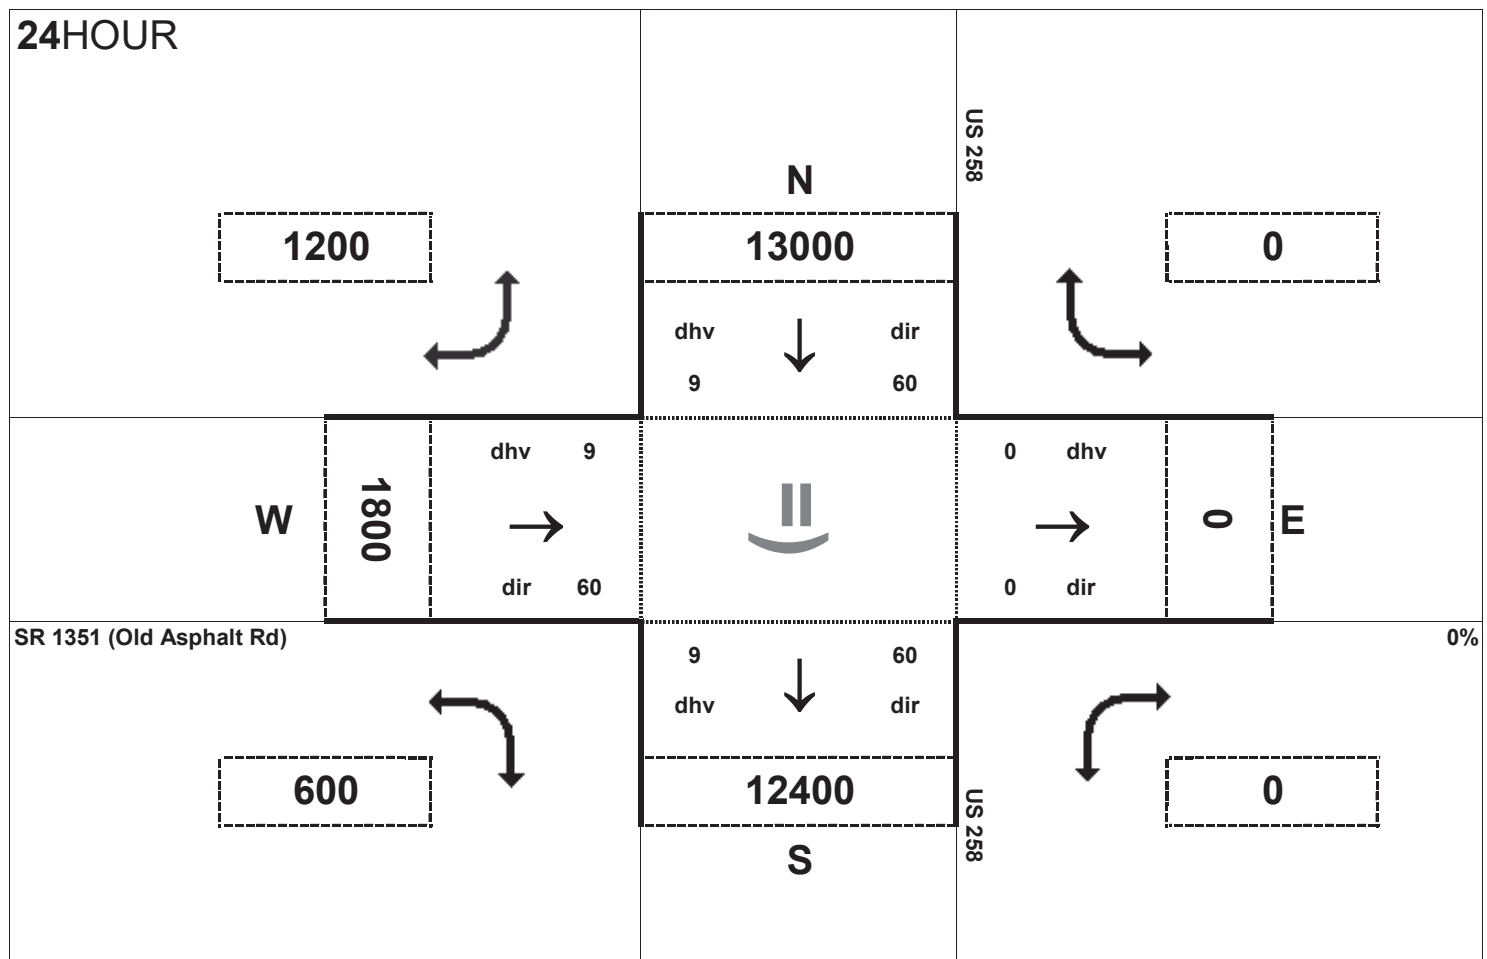 24HOUR
US 258
N
1200
13000
0
dhv dir
9 60
dhv 9
0 dhv
W
1800
0
E
dir 60
0 dir
SR 1351 (Old Asphalt Rd)
0%
9 60
dhv dir
600
12400
0
US 258
S